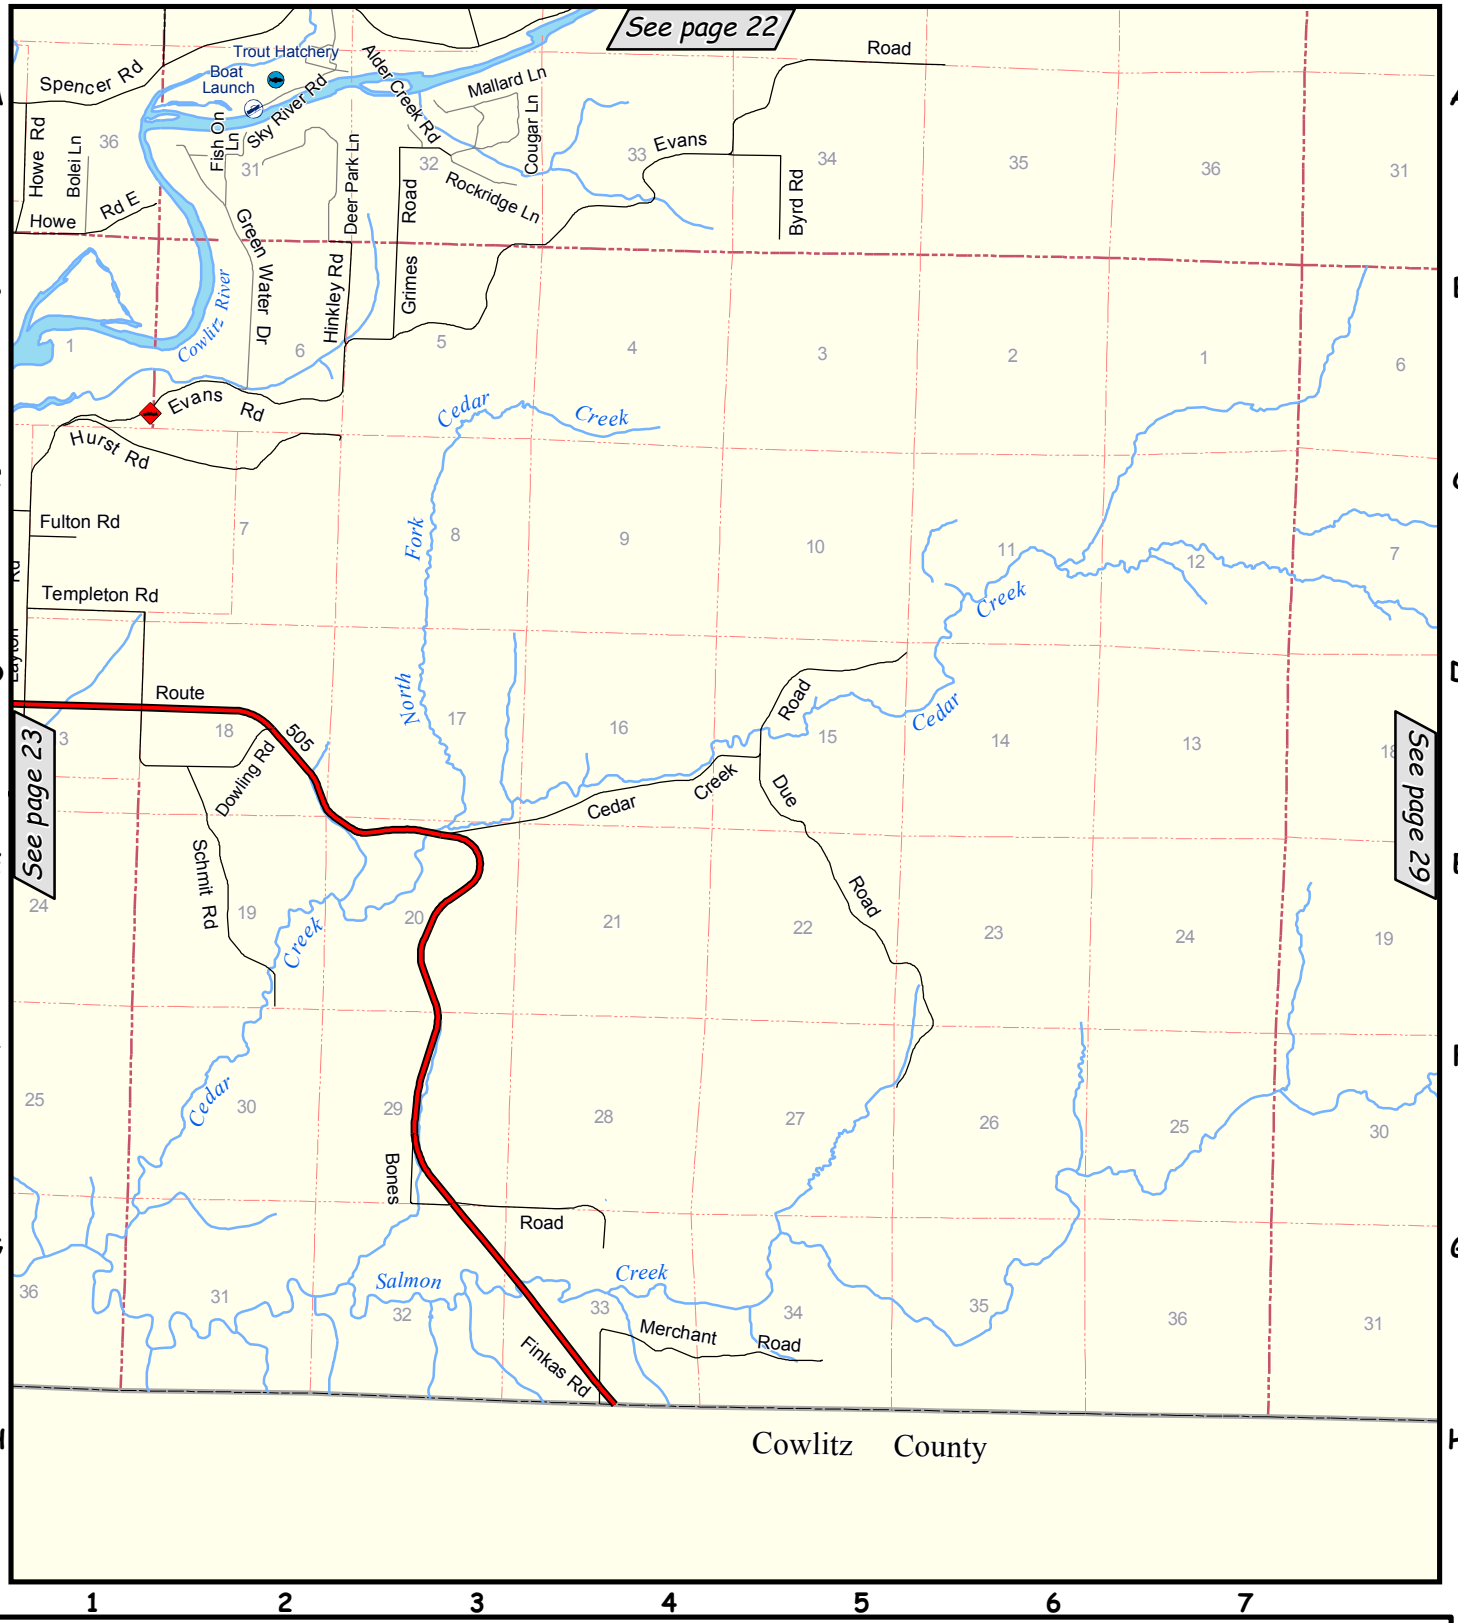 See page 22
Road
Trout Hatchery
Boat
Launch
Spencer Rd
Sky River Rd
Alder Creek Rd
Mallard Ln
Cougar Ln
Fish On
Ln
Howe Rd
Bolei Ln
36
31
32
33
Evans
34
35
36
31
Deer Park Ln
Rockridge Ln
Road
Grimes
Byrd Rd
Howe
Rd E
Green Water Dr
Hinkley Rd
Cowlitz River
1
6
5
4
3
2
1
6
Evans Rd
Hurst Rd
Cedar
Creek
Fulton Rd
7
8
9
10
11
12
7
Fork
Creek
Templeton Rd
Rd
Layton
Route
505
North
Road
Cedar
3
18
17
16
15
14
13
18
See page 23
See page 29
Dowling Rd
Cedar
Creek
Due
Schmit Rd
Road
24
19
20
21
22
23
24
19
Creek
Cedar
25
30
29
28
27
26
25
30
Bones
Road
Salmon
Creek
36
31
32
33
34
35
36
31
Merchant
Road
Finkas Rd
Cowlitz County
1
2
3
4
5
6
7